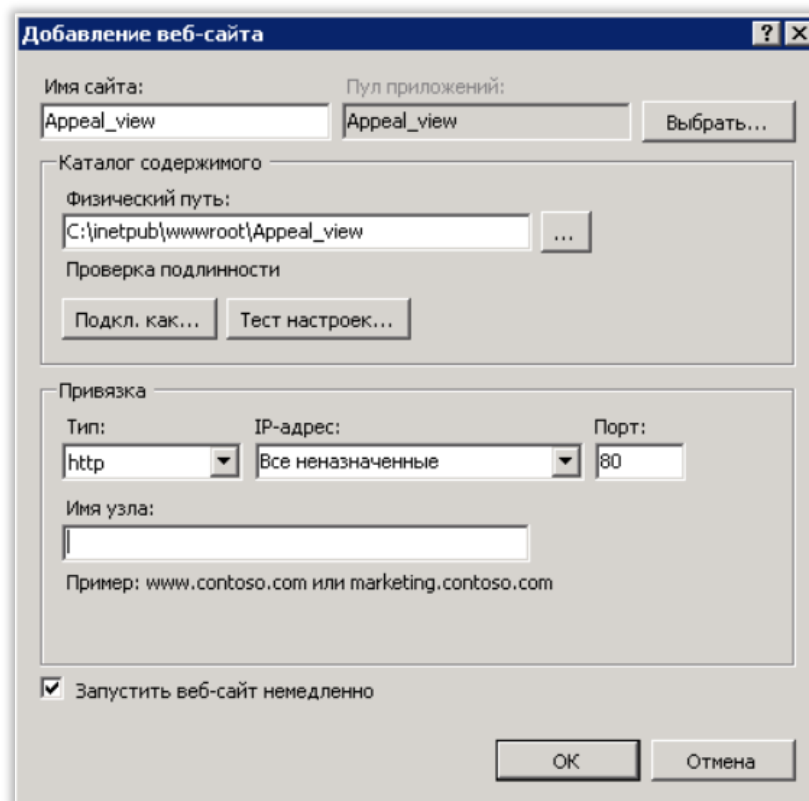 Добавление веб-сайта
Имя сайта: Пул приложений:
Appeal_view Appeal_view Выбрать...
Каталог содержимого
Физический путь:
C:\inetpub\wwwroot\Appeal_view ...
Проверка подлинности
Подкл. как... Тест настроек...
Привязка
Тип: IP-адрес: Порт:
http Все неназначенные 80
Имя узла:
Пример: www.contoso.com или marketing.contoso.com
Запустить веб-сайт немедленно
ОК Отмена